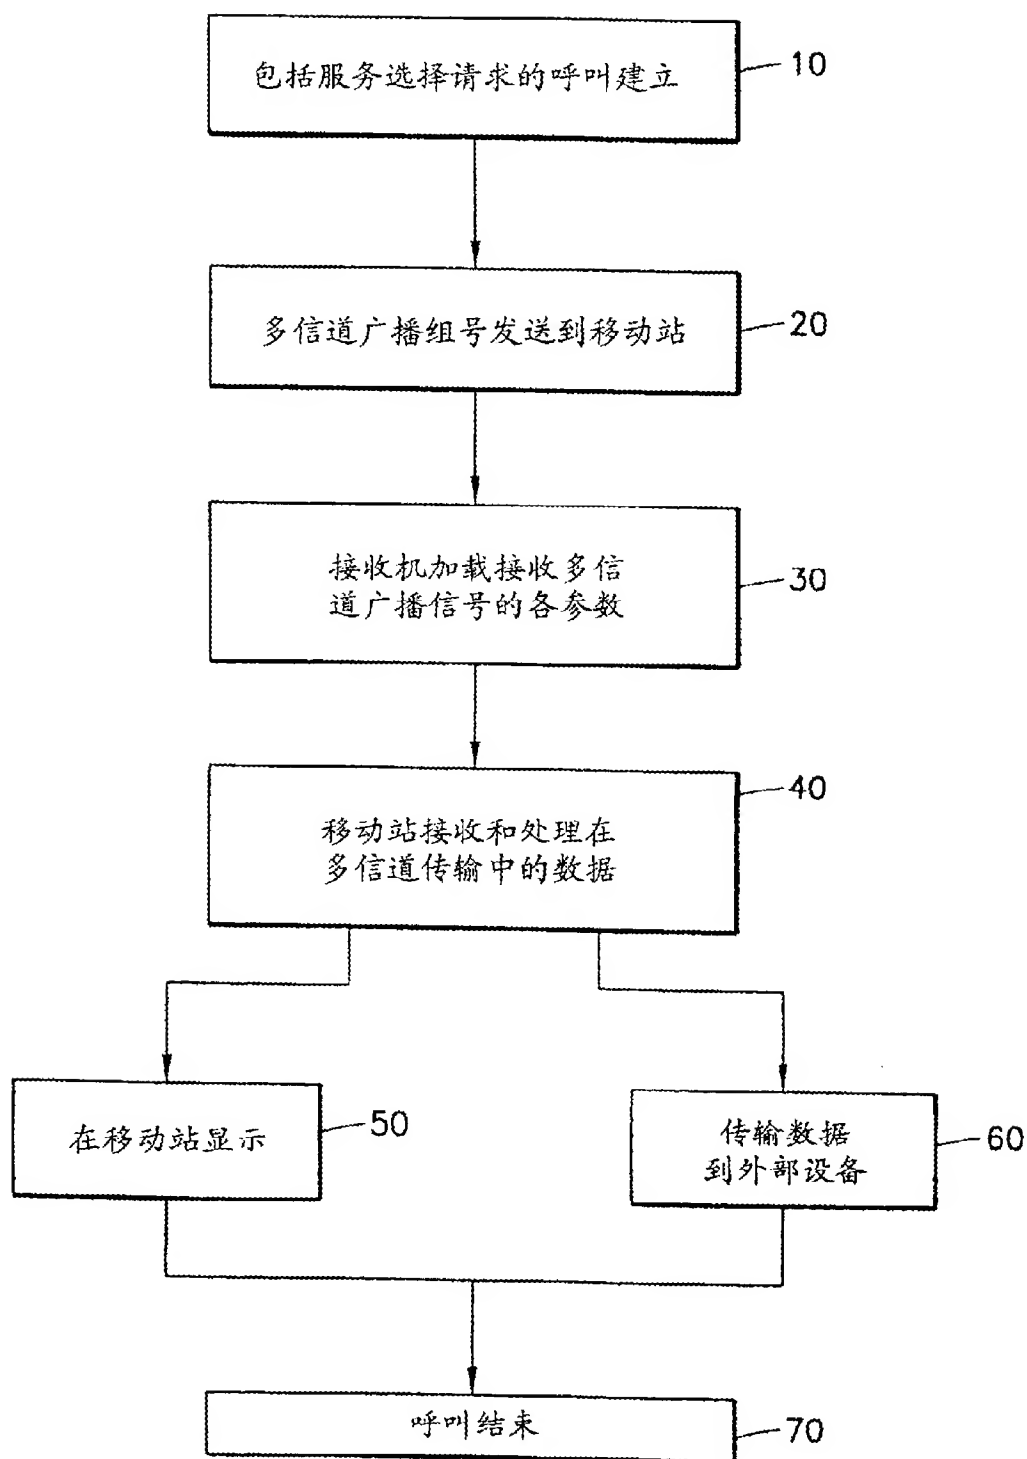 包括服务选择请求的呼叫建立
10
多信道广播组号发送到移动站
20
接收机加载接收多信
道广播信号的各参数
30
移动站接收和处理在
多信道传输中的数据
40
在移动站显示
50
传输数据
到外部设备
60
呼叫结束
70